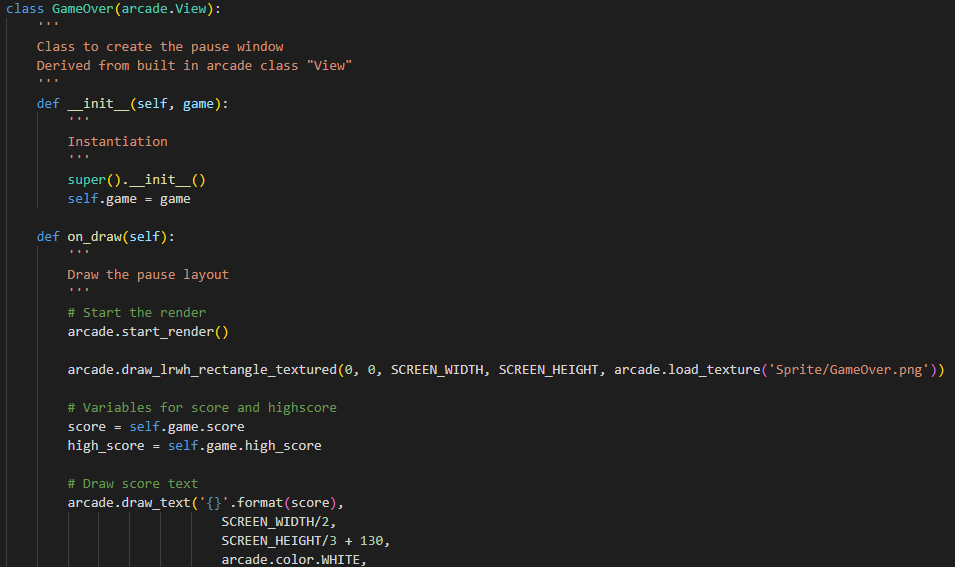 class GameOver(arcade.View):
    '''
    Class to create the pause window
    Derived from built in arcade class "View"
    '''
    def __init__(self, game):
        '''
        Instantiation
        '''
        super().__init__()
        self.game = game

    def on_draw(self):
        '''
        Draw the pause layout
        '''
        # Start the render
        arcade.start_render()

        arcade.draw_lrwh_rectangle_textured(0, 0, SCREEN_WIDTH, SCREEN_HEIGHT, arcade.load_texture('Sprite/GameOver.png'))

        # Variables for score and highscore
        score = self.game.score
        high_score = self.game.high_score

        # Draw score text
        arcade.draw_text('{}'.format(score),
                            SCREEN_WIDTH/2,
                            SCREEN_HEIGHT/3 + 130,
                            arcade.color.WHITE,